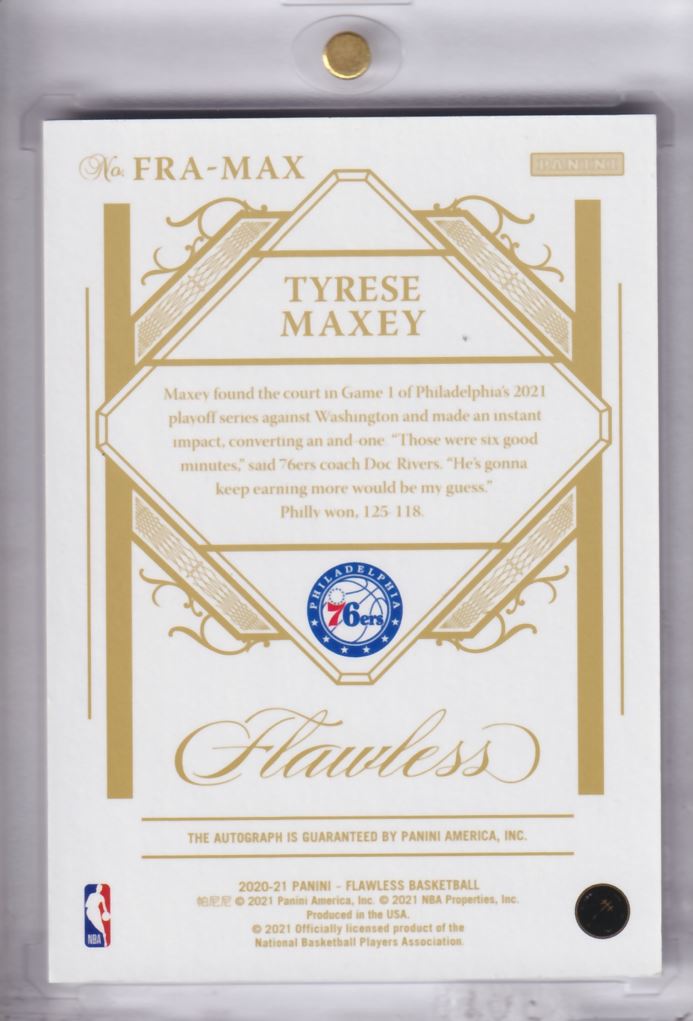 No. FRA-MAX
PANINI
TYRESE
MAXEY
Maxey found the court in Game 1 of Philadelphia's 2021
playoff series against Washington and made an instant
impact, converting an and-one. "Those were six good
minutes," said 76ers coach Doc Rivers. "He's gonna
keep earning more would be my guess."
Philly won, 125-118.
PHILADELPHIA
76ers
Flawless
THE AUTOGRAPH IS GUARANTEED BY PANINI AMERICA, INC.
2020-21 PANINI - FLAWLESS BASKETBALL
帕尼尼 © 2021 Panini America, Inc. © 2021 NBA Properties, Inc.
Produced in the USA.
© 2021 Officially licensed product of the
National Basketball Players Association.
NBA